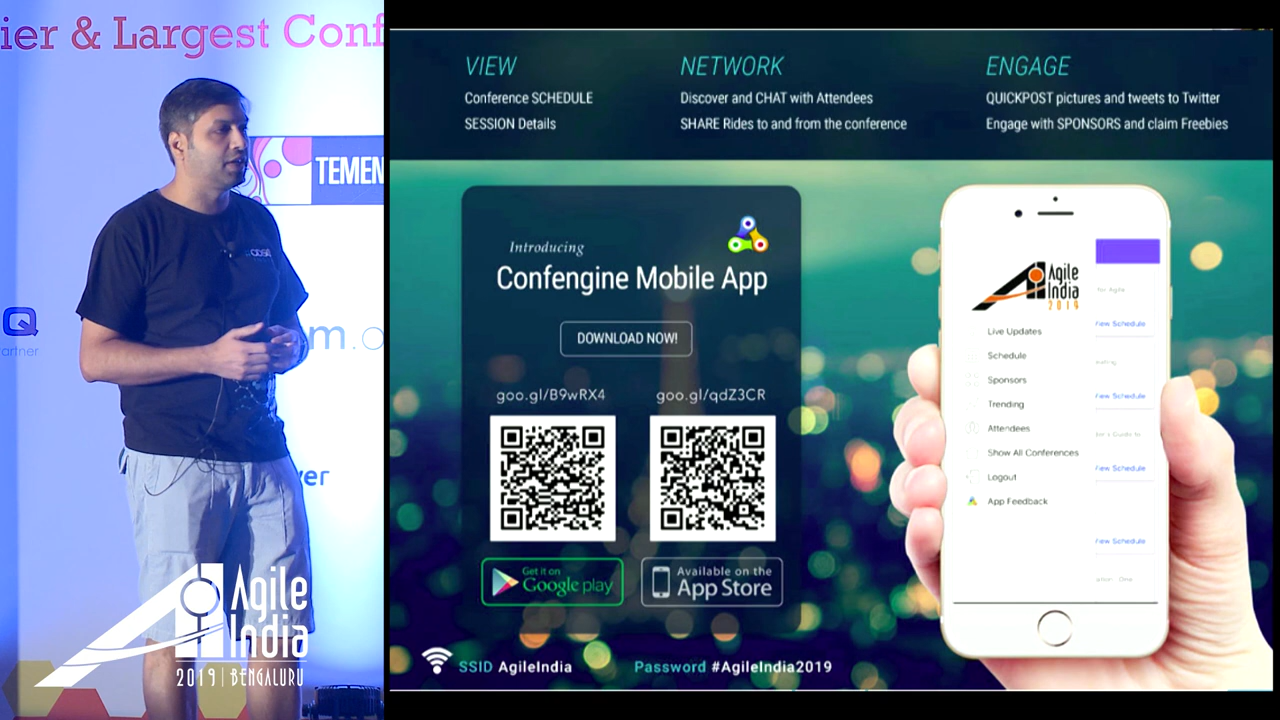 ier & Largest Conf
TEMEN
Q
artner
m.o
ver
Agile
India
2019 | BENGALURU
VIEW
Conference SCHEDULE
SESSION Details
NETWORK
Discover and CHAT with Attendees
SHARE Rides to and from the conference
ENGAGE
QUICKPOST pictures and tweets to Twitter
Engage with SPONSORS and claim Freebies
Introducing
Confengine Mobile App
DOWNLOAD NOW!
goo.gl/B9wRX4
goo.gl/qdZ3CR
Get it on
Google play
Available on the
App Store
SSID AgileIndia
Password #AgileIndia2019
Agile
India
2019
Live Updates
Schedule
Sponsors
Trending
Attendees
Show All Conferences
Logout
App Feedback
for Agile
View Schedule
View Schedule
View Schedule
View Schedule